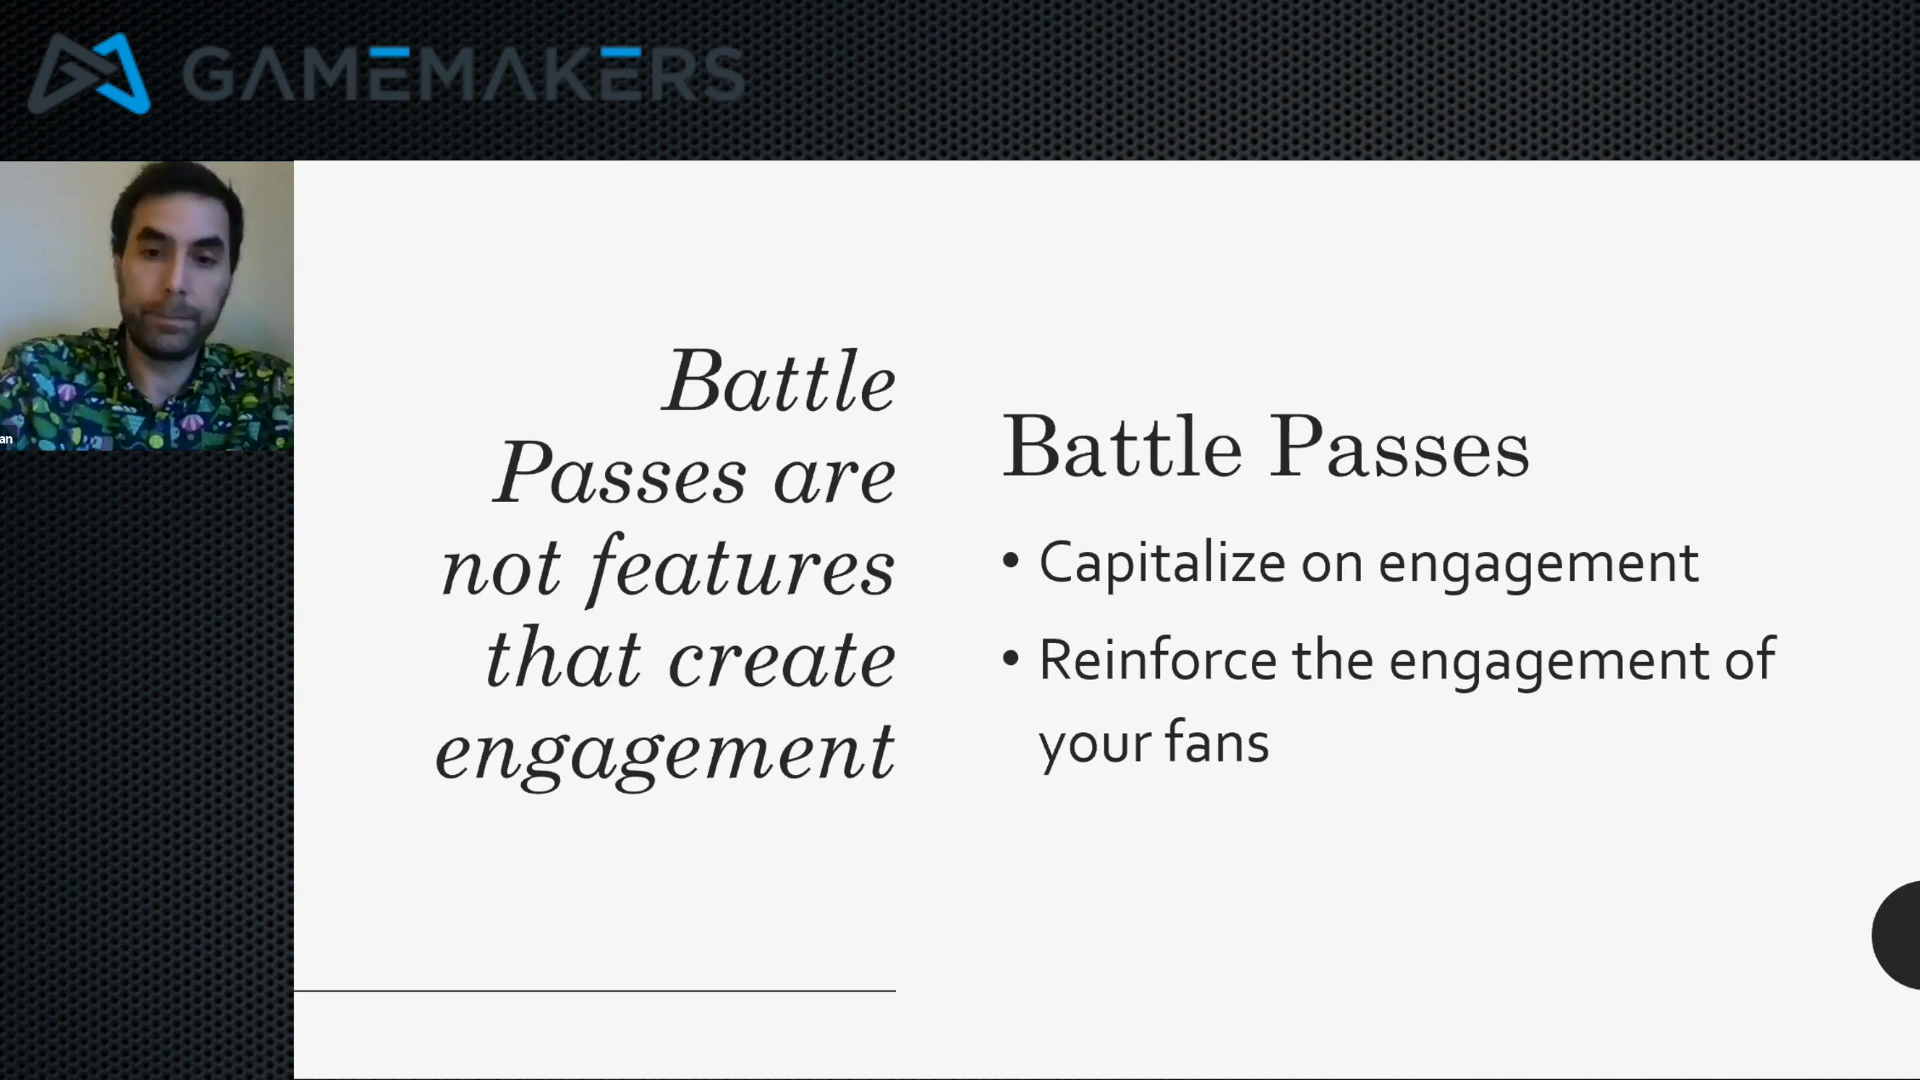 GAMEMAKERS
an
Battle
Passes are
not features
that create
engagement
Battle Passes
• Capitalize on engagement
• Reinforce the engagement of
your fans